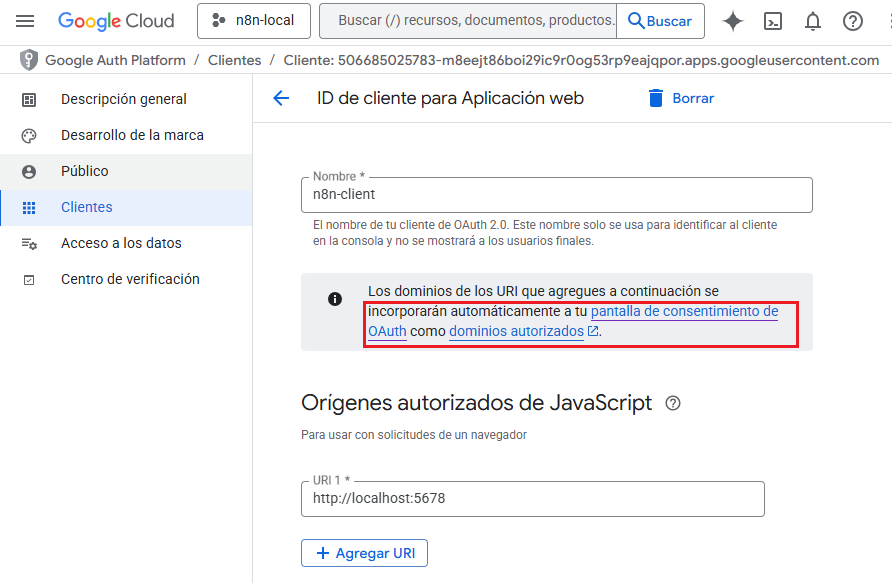 Google Cloud
n8n-local
Buscar (/) recursos, documentos, productos.
Buscar
Google Auth Platform / Clientes / Cliente: 506685025783-m8eejt86boi29ic9r0og53rp9eajqpor.apps.googleusercontent.com
Descripción general
Desarrollo de la marca
Público
Clientes
Acceso a los datos
Centro de verificación
ID de cliente para Aplicación web
Borrar
Nombre *
n8n-client
El nombre de tu cliente de OAuth 2.0. Este nombre solo se usa para identificar al cliente
en la consola y no se mostrará a los usuarios finales.
Los dominios de los URI que agregues a continuación se
incorporarán automáticamente a tu pantalla de consentimiento de
OAuth como dominios autorizados.
Orígenes autorizados de JavaScript
Para usar con solicitudes de un navegador
URI 1 *
http://localhost:5678
+ Agregar URI